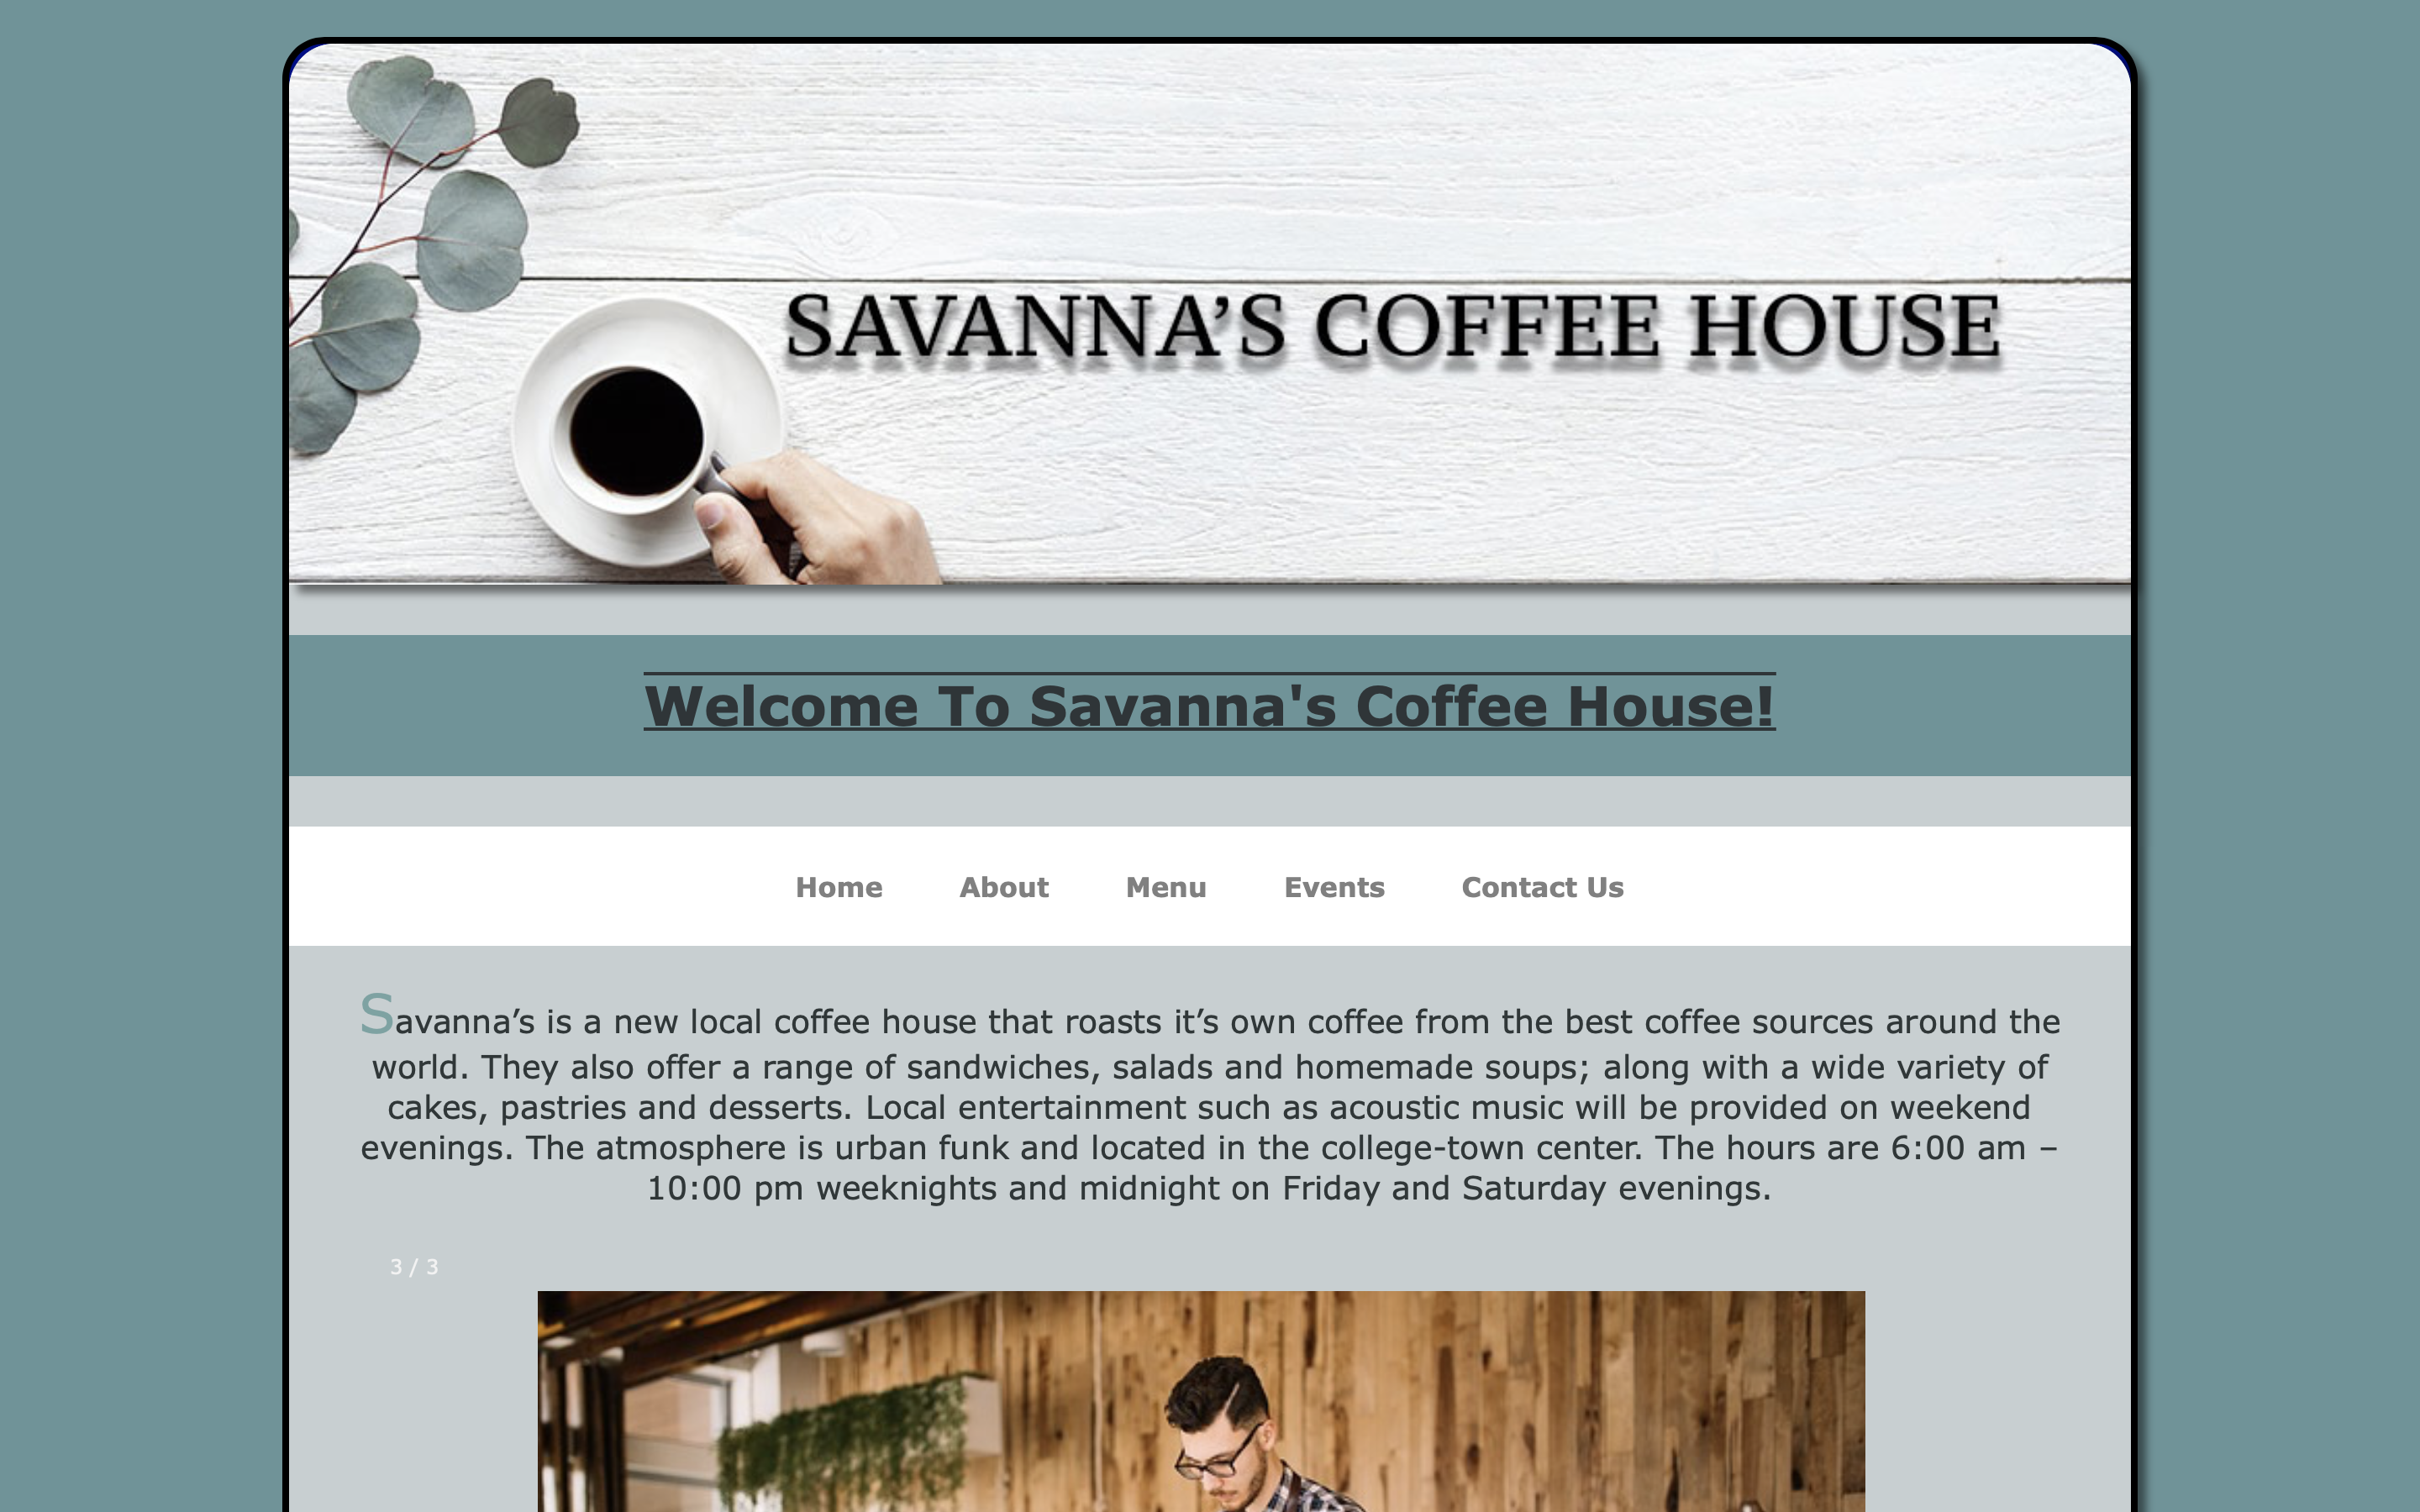 SAVANNA’S COFFEE HOUSE
Welcome To Savanna's Coffee House!
Home About Menu Events Contact Us
Savanna’s is a new local coffee house that roasts it’s own coffee from the best coffee sources around the
world. They also offer a range of sandwiches, salads and homemade soups; along with a wide variety of
cakes, pastries and desserts. Local entertainment such as acoustic music will be provided on weekend
evenings. The atmosphere is urban funk and located in the college-town center. The hours are 6:00 am –
10:00 pm weeknights and midnight on Friday and Saturday evenings.
3 / 3